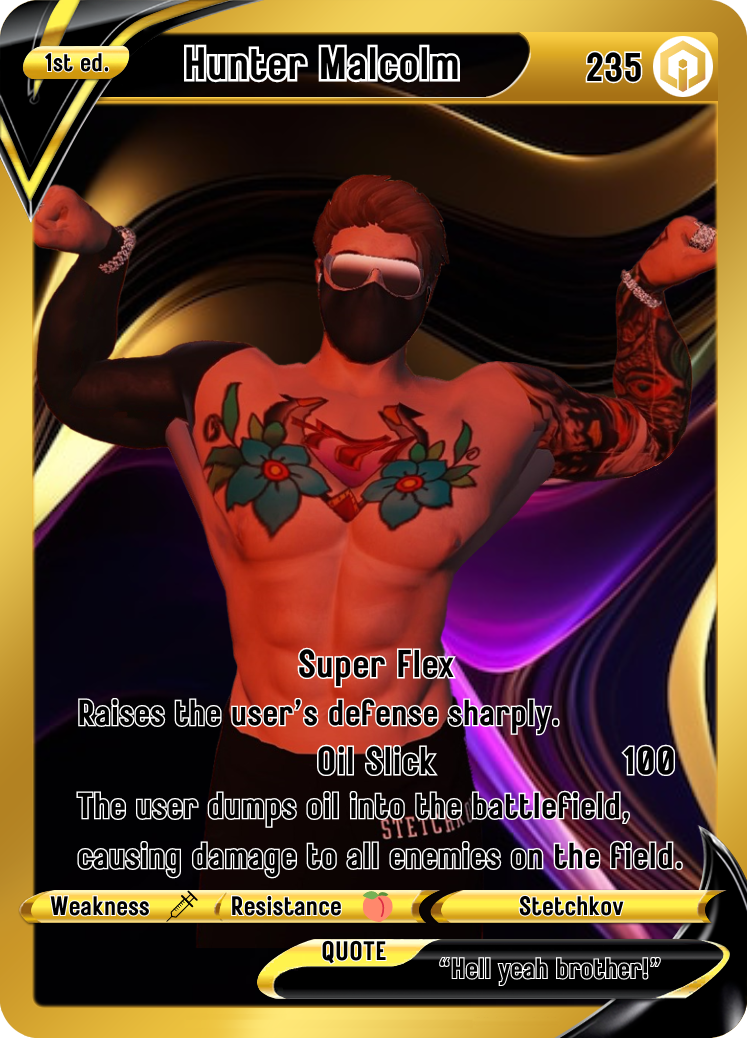 1st ed.
Hunter Malcolm
235
Super Flex
Raises the user's defense sharply.
Oil Slick 100
The user dumps oil into the battlefield,
causing damage to all enemies on the field.
Weakness Resistance Stetchkov
QUOTE
“Hell yeah brother!”